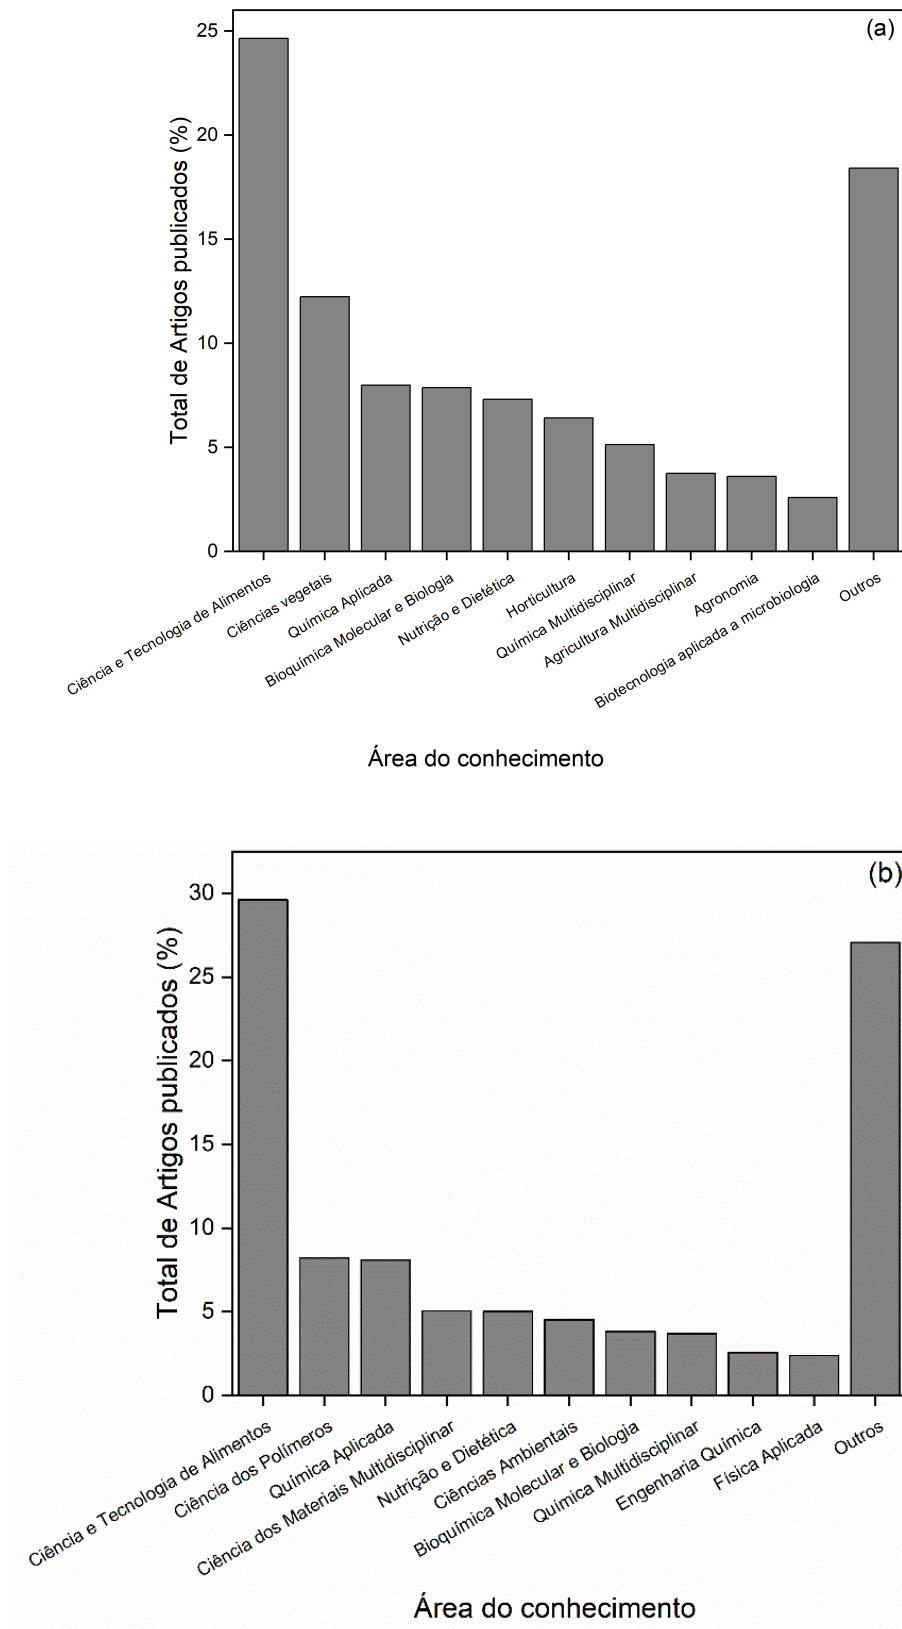 (a)
Total de Artigos publicados (%)
25
20
15
10
5
0
Ciência e Tecnologia de Alimentos
Ciências vegetais
Química Aplicada
Bioquímica Molecular e Biologia
Nutrição e Dietética
Horticultura
Química Multidisciplinar
Agricultura Multidisciplinar
Agronomia
Biotecnologia aplicada a microbiologia
Outros
Área do conhecimento
(b)
Total de Artigos publicados (%)
30
25
20
15
10
5
0
Ciência e Tecnologia de Alimentos
Ciência dos Polímeros
Química Aplicada
Ciência dos Materiais Multidisciplinar
Nutrição e Dietética
Ciências Ambientais
Bioquímica Molecular e Biologia
Química Multidisciplinar
Engenharia Química
Física Aplicada
Outros
Área do conhecimento